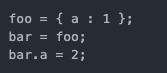 foo = { a : 1 };
bar = foo;
bar.a = 2;